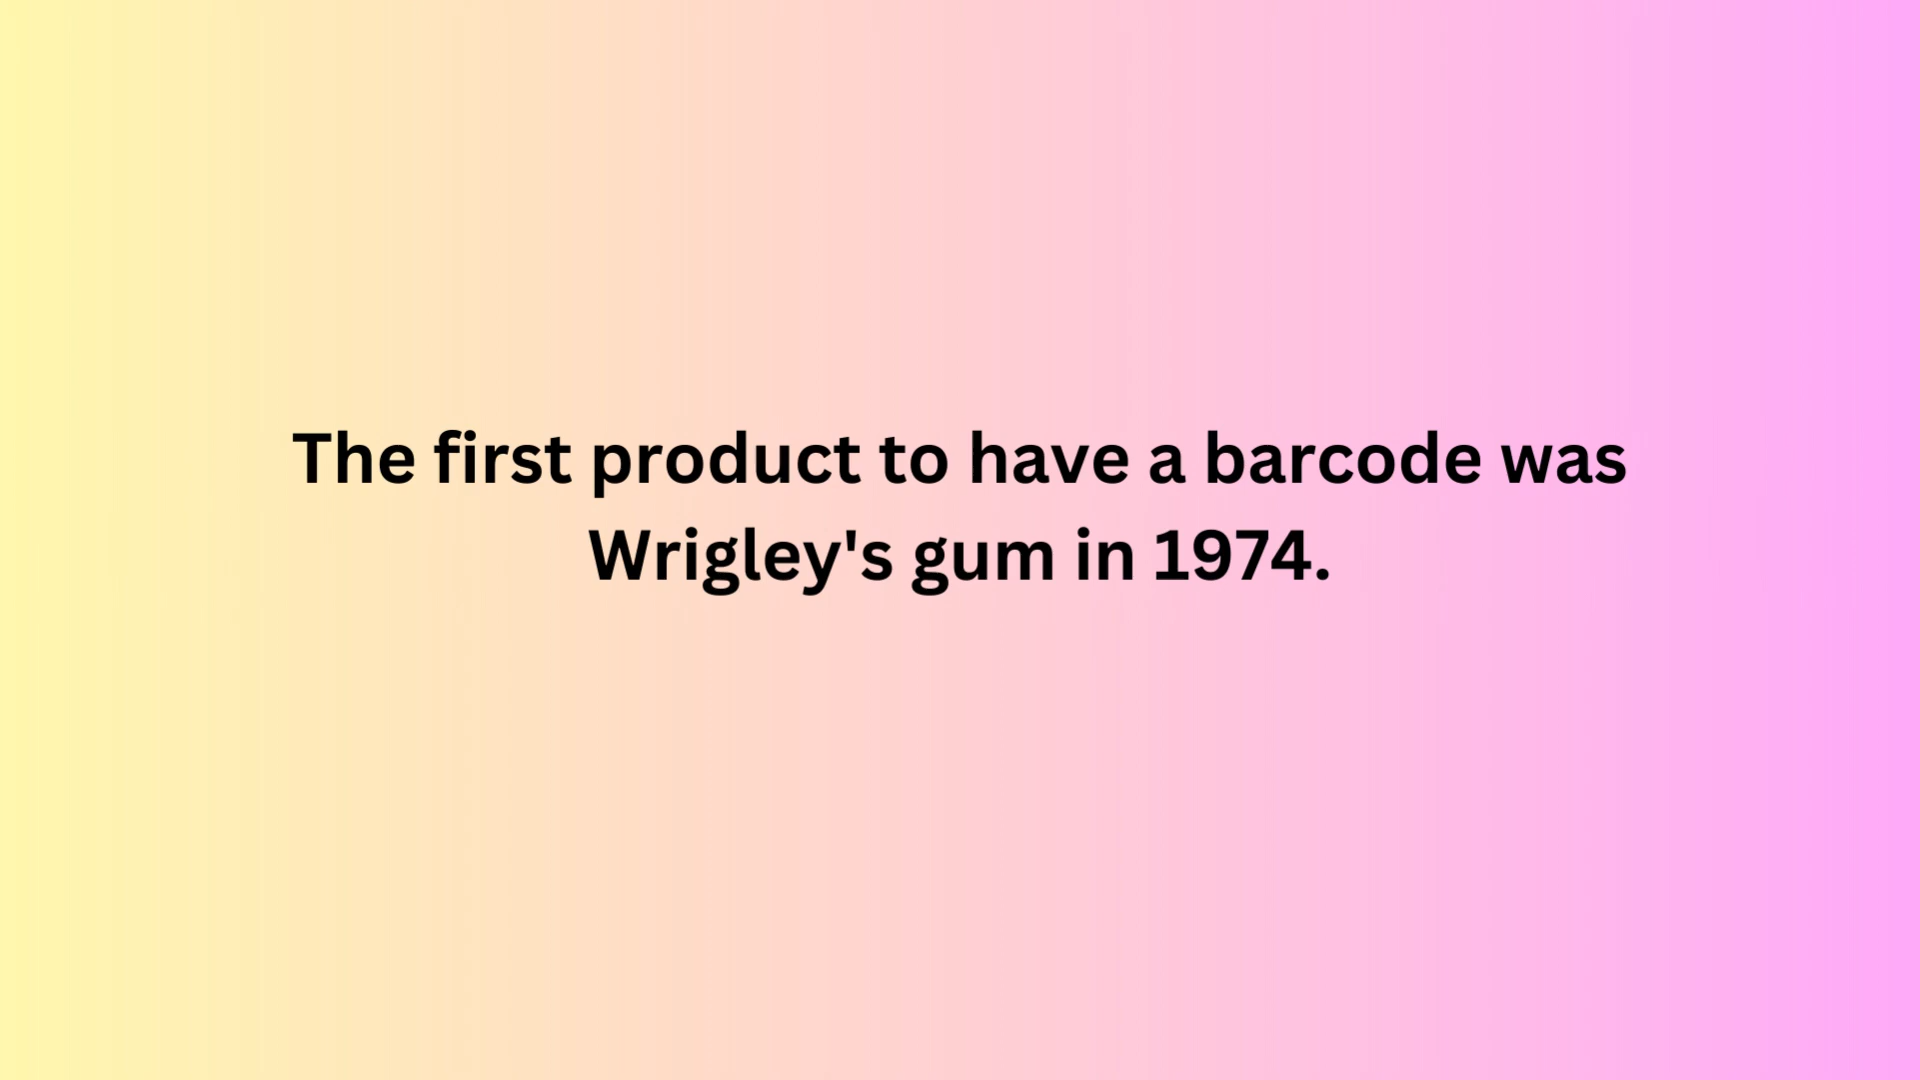 The first product to have a barcode was
Wrigley's gum in 1974.